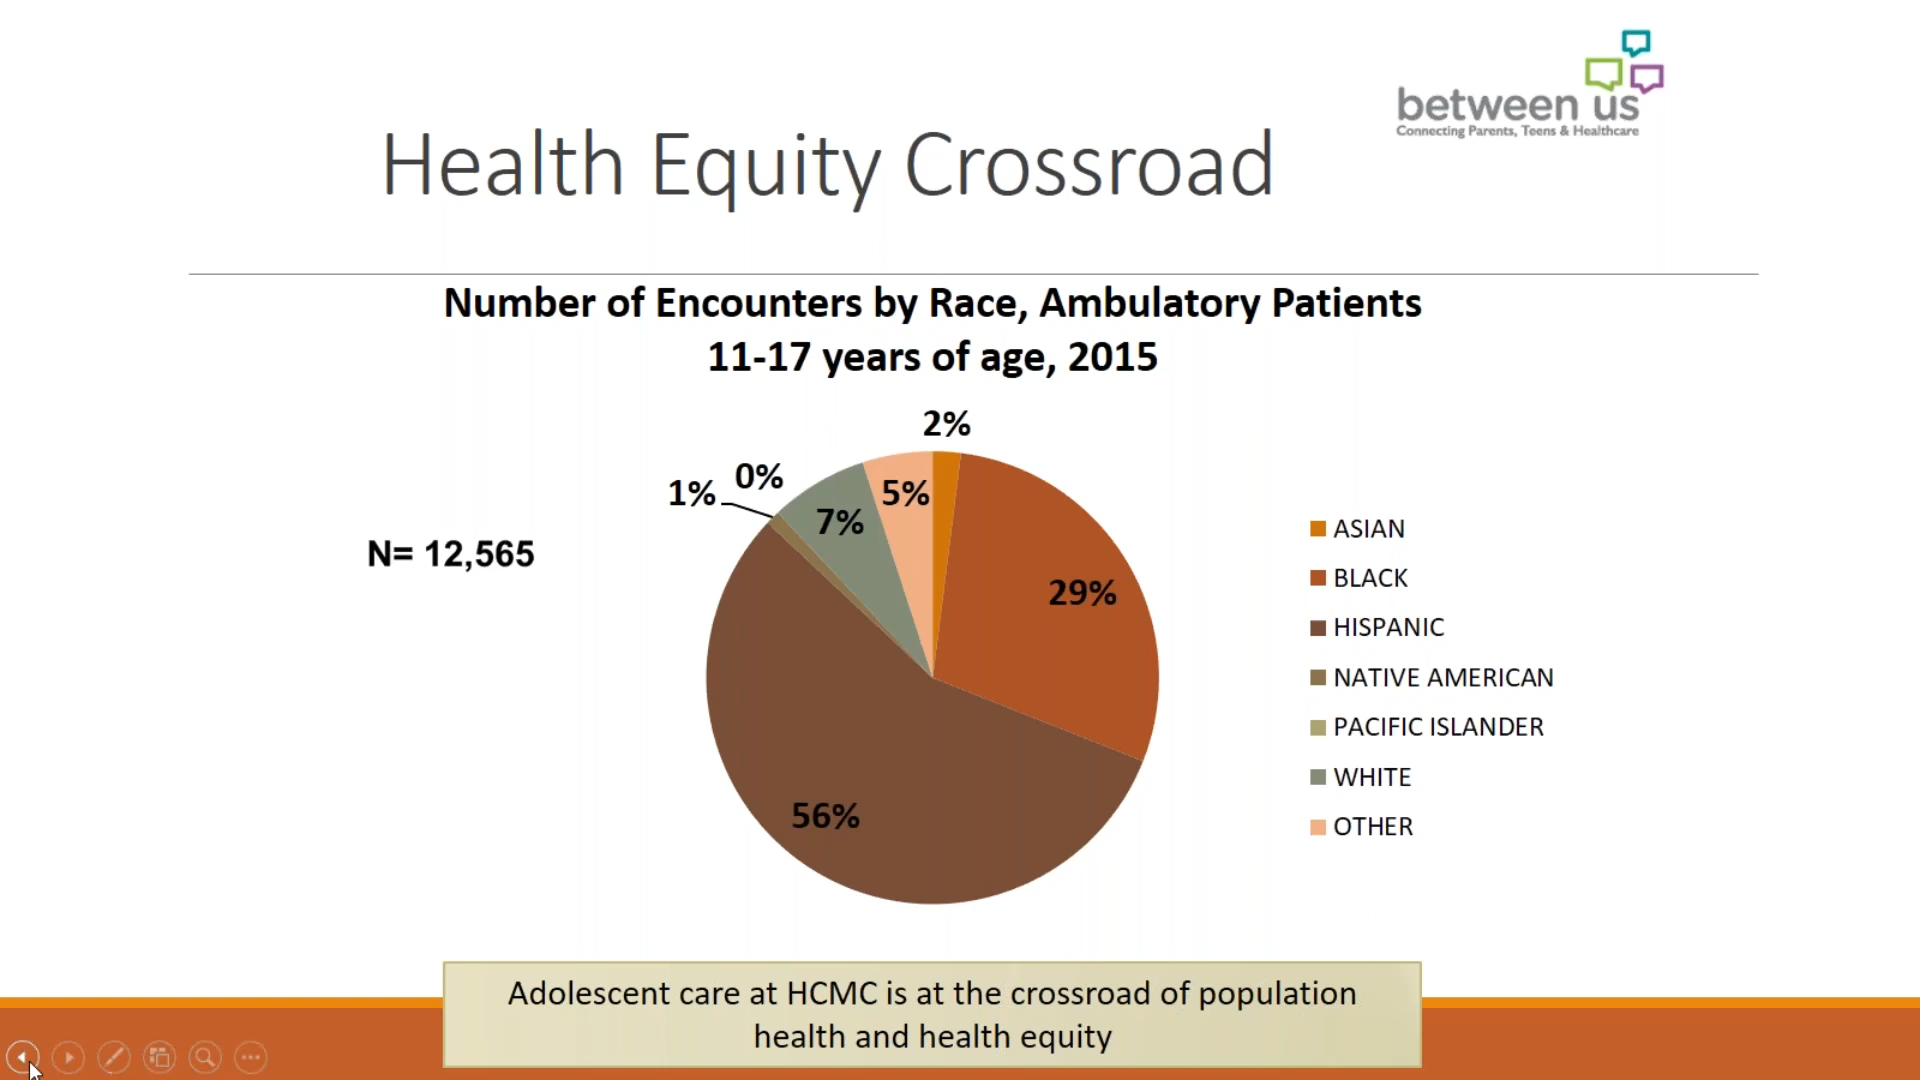 between us
Connecting Parents, Teens & Healthcare
Health Equity Crossroad
Number of Encounters by Race, Ambulatory Patients
11-17 years of age, 2015
2%
0%
1%
5%
7%
N= 12,565
29%
56%
ASIAN
BLACK
HISPANIC
NATIVE AMERICAN
PACIFIC ISLANDER
WHITE
OTHER
Adolescent care at HCMC is at the crossroad of population
health and health equity